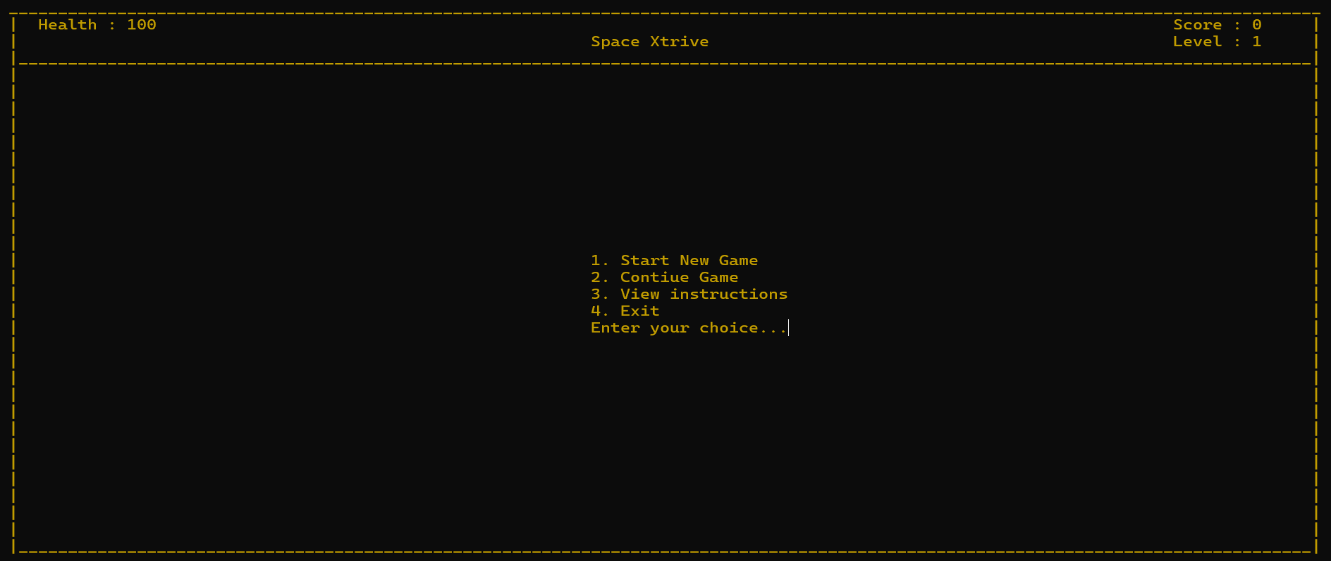 Health : 100
Score : 0
Space Xtrive
Level : 1
1. Start New Game
2. Contiue Game
3. View instructions
4. Exit
Enter your choice...